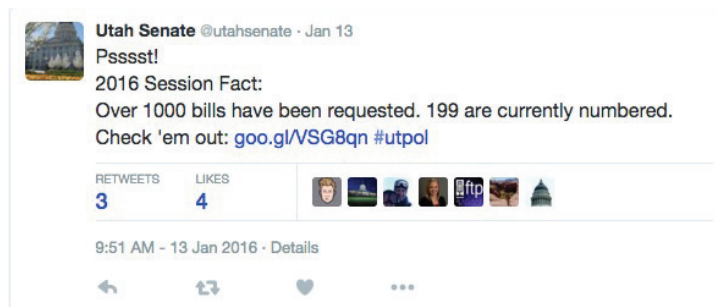 Utah Senate @utahsenate · Jan 13
Psssst!
2016 Session Fact:
Over 1000 bills have been requested. 199 are currently numbered.
Check 'em out: goo.gl/VSG8qn #utpol
RETWEETS LIKES
3 4
ftp
9:51 AM - 13 Jan 2016 · Details